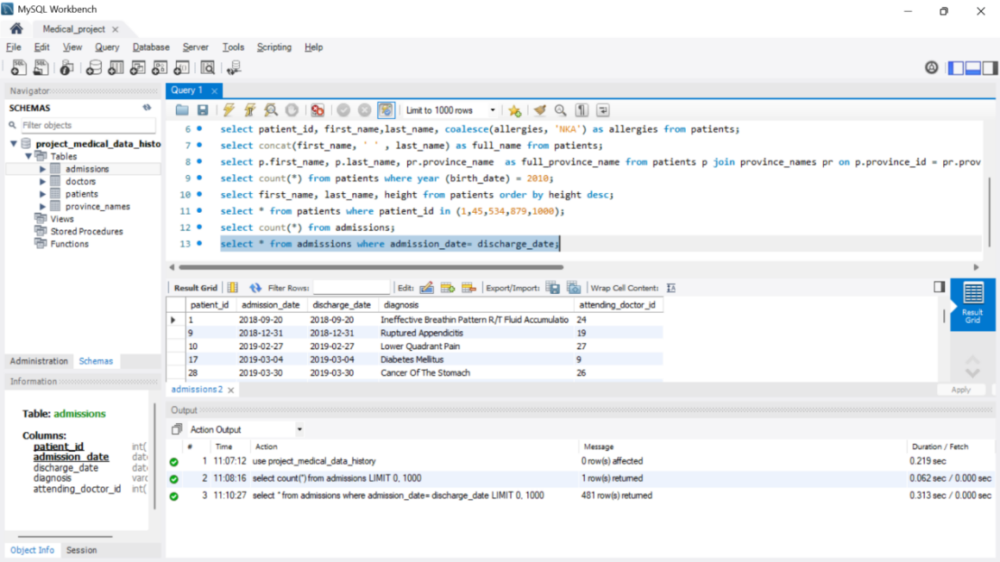 MySQL Workbench
Medical_project
File Edit View Query Database Server Tools Scripting Help
Navigator
SCHEMAS
Filter objects
project_medical_data_histo
Tables
admissions
doctors
patients
province_names
Views
Stored Procedures
Functions
Administration Schemas
Information
Table: admissions
Columns:
patient_id int(
admission_date dat
discharge_date dat
diagnosis varc
attending_doctor_id int(
Object Info Session
Query 1
Limit to 1000 rows
6 select patient_id, first_name,last_name, coalesce(allergies, 'NKA') as allergies from patients;
7 select concat(first_name, ' ' , last_name) as full_name from patients;
8 select p.first_name, p.last_name, pr.province_name  as full_province_name from patients p join province_names pr on p.province_id = pr.prov
9 select count(*) from patients where year (birth_date) = 2010;
10 select first_name, last_name, height from patients order by height desc;
11 select * from patients where patient_id in (1,45,534,879,1000);
12 select count(*) from admissions;
13 select * from admissions where admission_date= discharge_date;
Result Grid Filter Rows: Edit: Export/Import: Wrap Cell Content:
patient_id admission_date discharge_date diagnosis attending_doctor_id
1 2018-09-20 2018-09-20 Ineffective Breathin Pattern R/T Fluid Accumulatio 24
9 2018-12-31 2018-12-31 Ruptured Appendicitis 19
10 2019-02-27 2019-02-27 Lower Quadrant Pain 27
17 2019-03-04 2019-03-04 Diabetes Mellitus 9
28 2019-03-30 2019-03-30 Cancer Of The Stomach 26
Result
Grid
admissions 2
Apply
Output
Action Output
# Time Action Message Duration / Fetch
1 11:07:12 use project_medical_data_history 0 row(s) affected 0.219 sec
2 11:08:16 select count(*) from admissions LIMIT 0, 1000 1 row(s) returned 0.062 sec / 0.000 sec
3 11:10:27 select * from admissions where admission_date= discharge_date LIMIT 0, 1000 481 row(s) returned 0.313 sec / 0.000 sec